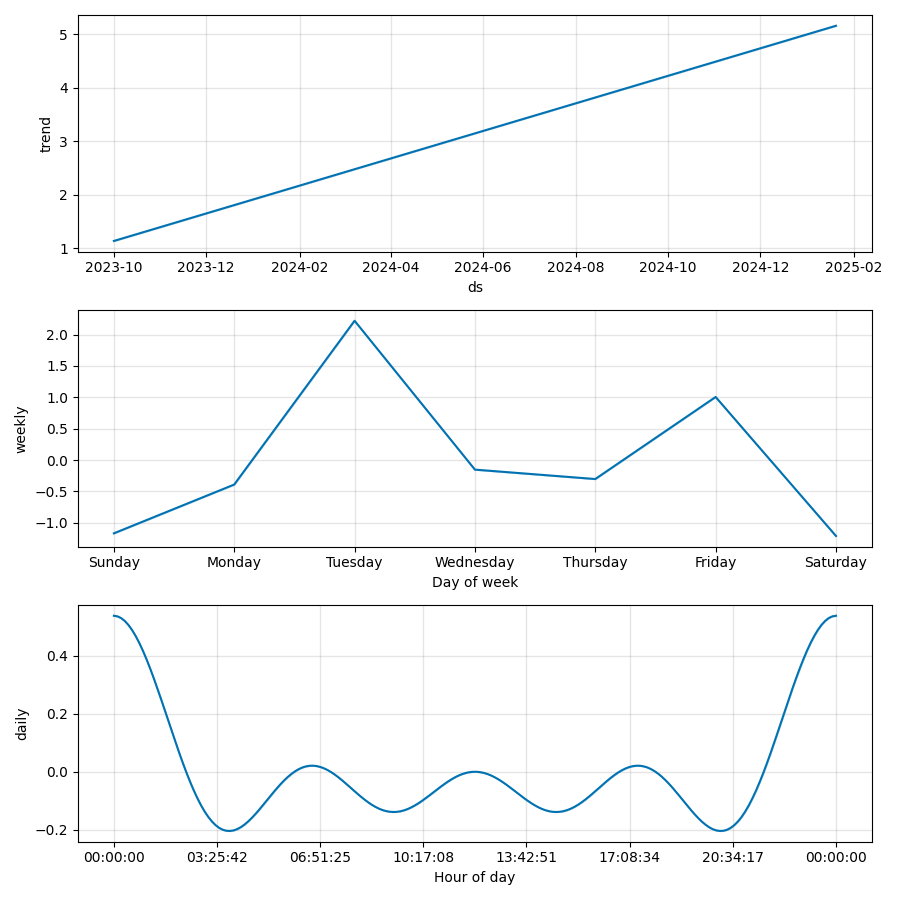 5
4
3
2
1
trend
2023-10 2023-12 2024-02 2024-04 2024-06 2024-08 2024-10 2024-12 2025-02
ds
2.0
1.5
1.0
0.5
0.0
−0.5
−1.0
weekly
Sunday Monday Tuesday Wednesday Thursday Friday Saturday
Day of week
0.4
0.2
0.0
−0.2
daily
00:00:00 03:25:42 06:51:25 10:17:08 13:42:51 17:08:34 20:34:17 00:00:00
Hour of day